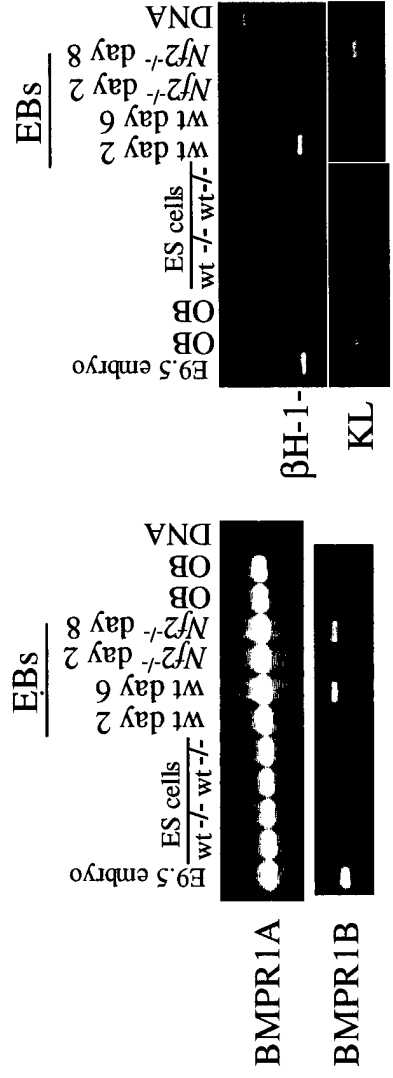 EBs
E9.5 embryo
ES cells
wt -/- wt -/-
wt day 2
wt day 6
Nf2-/- day 2
Nf2-/- day 8
OB
OB
DNA
BMPR1A
BMPR1B
EBs
E9.5 embryo
OB
OB
ES cells
wt -/- wt -/-
wt day 2
wt day 6
Nf2-/- day 2
Nf2-/- day 8
DNA
βH-1-
KL